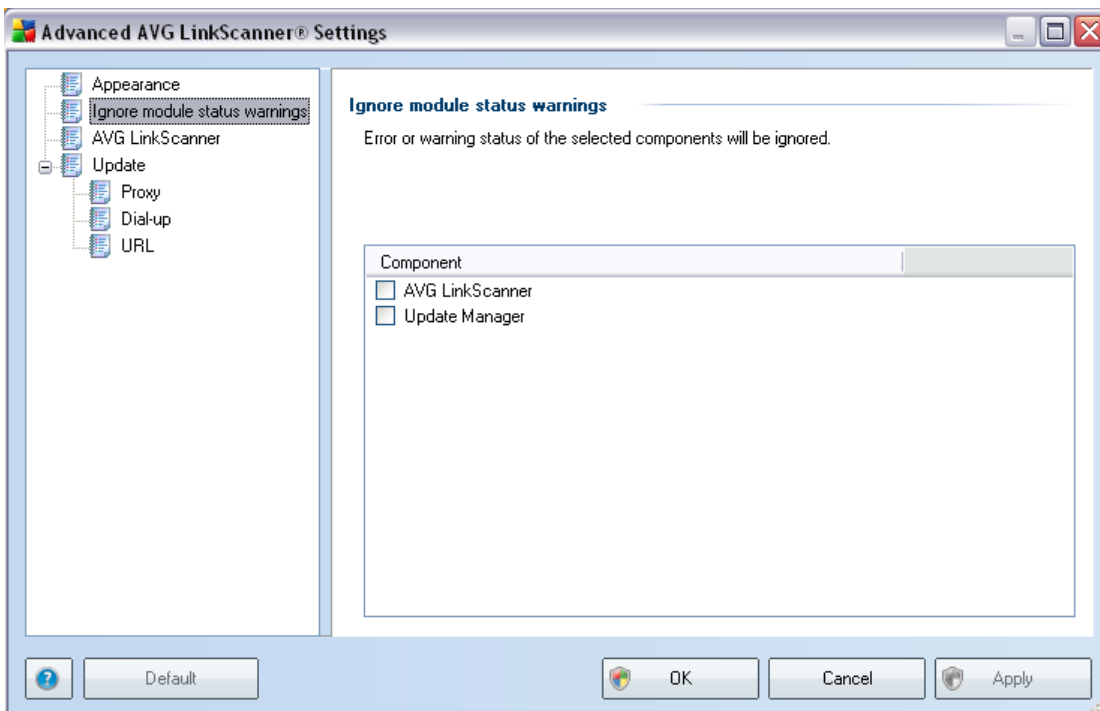 Advanced AVG LinkScanner® Settings
Appearance
Ignore module status warnings
AVG LinkScanner
Update
Proxy
Dial-up
URL
Ignore module status warnings
Error or warning status of the selected components will be ignored.
Component
AVG LinkScanner
Update Manager
? Default OK Cancel Apply